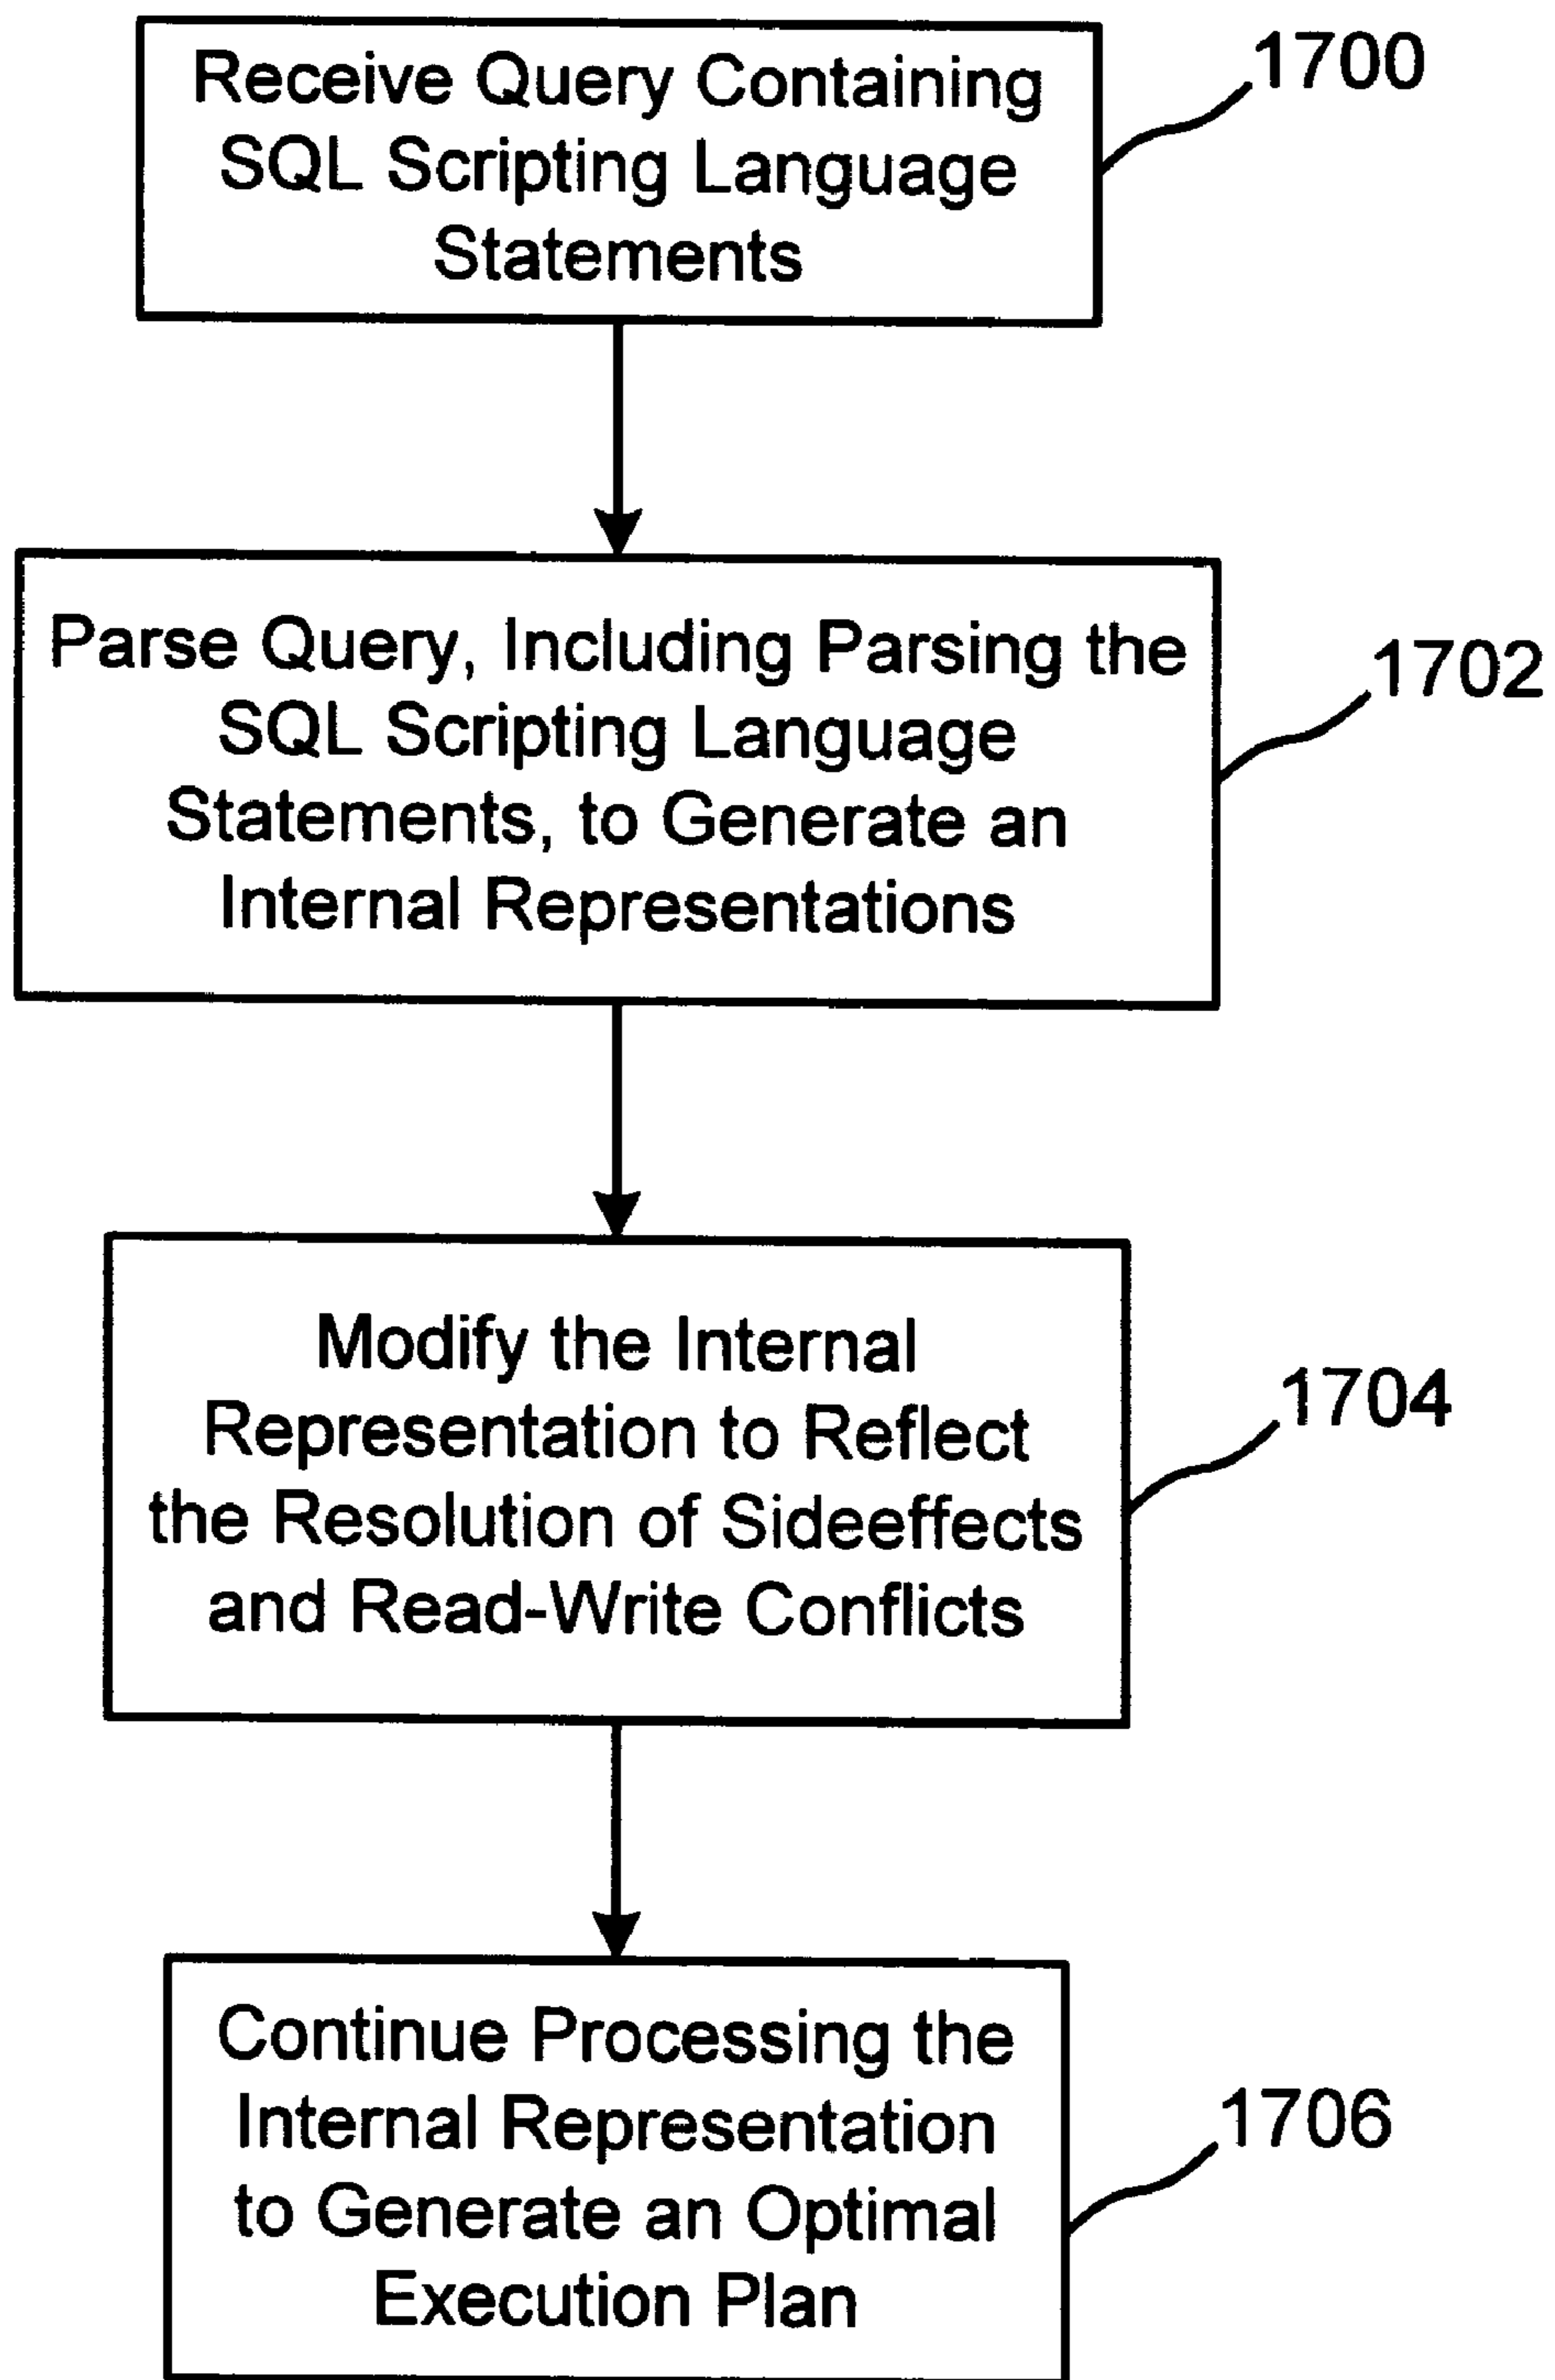 Receive Query Containing
SQL Scripting Language
Statements
1700
Parse Query, Including Parsing the
SQL Scripting Language
Statements, to Generate an
Internal Representations
1702
Modify the Internal
Representation to Reflect
the Resolution of Sideeffects
and Read-Write Conflicts
1704
Continue Processing the
Internal Representation
to Generate an Optimal
Execution Plan
1706